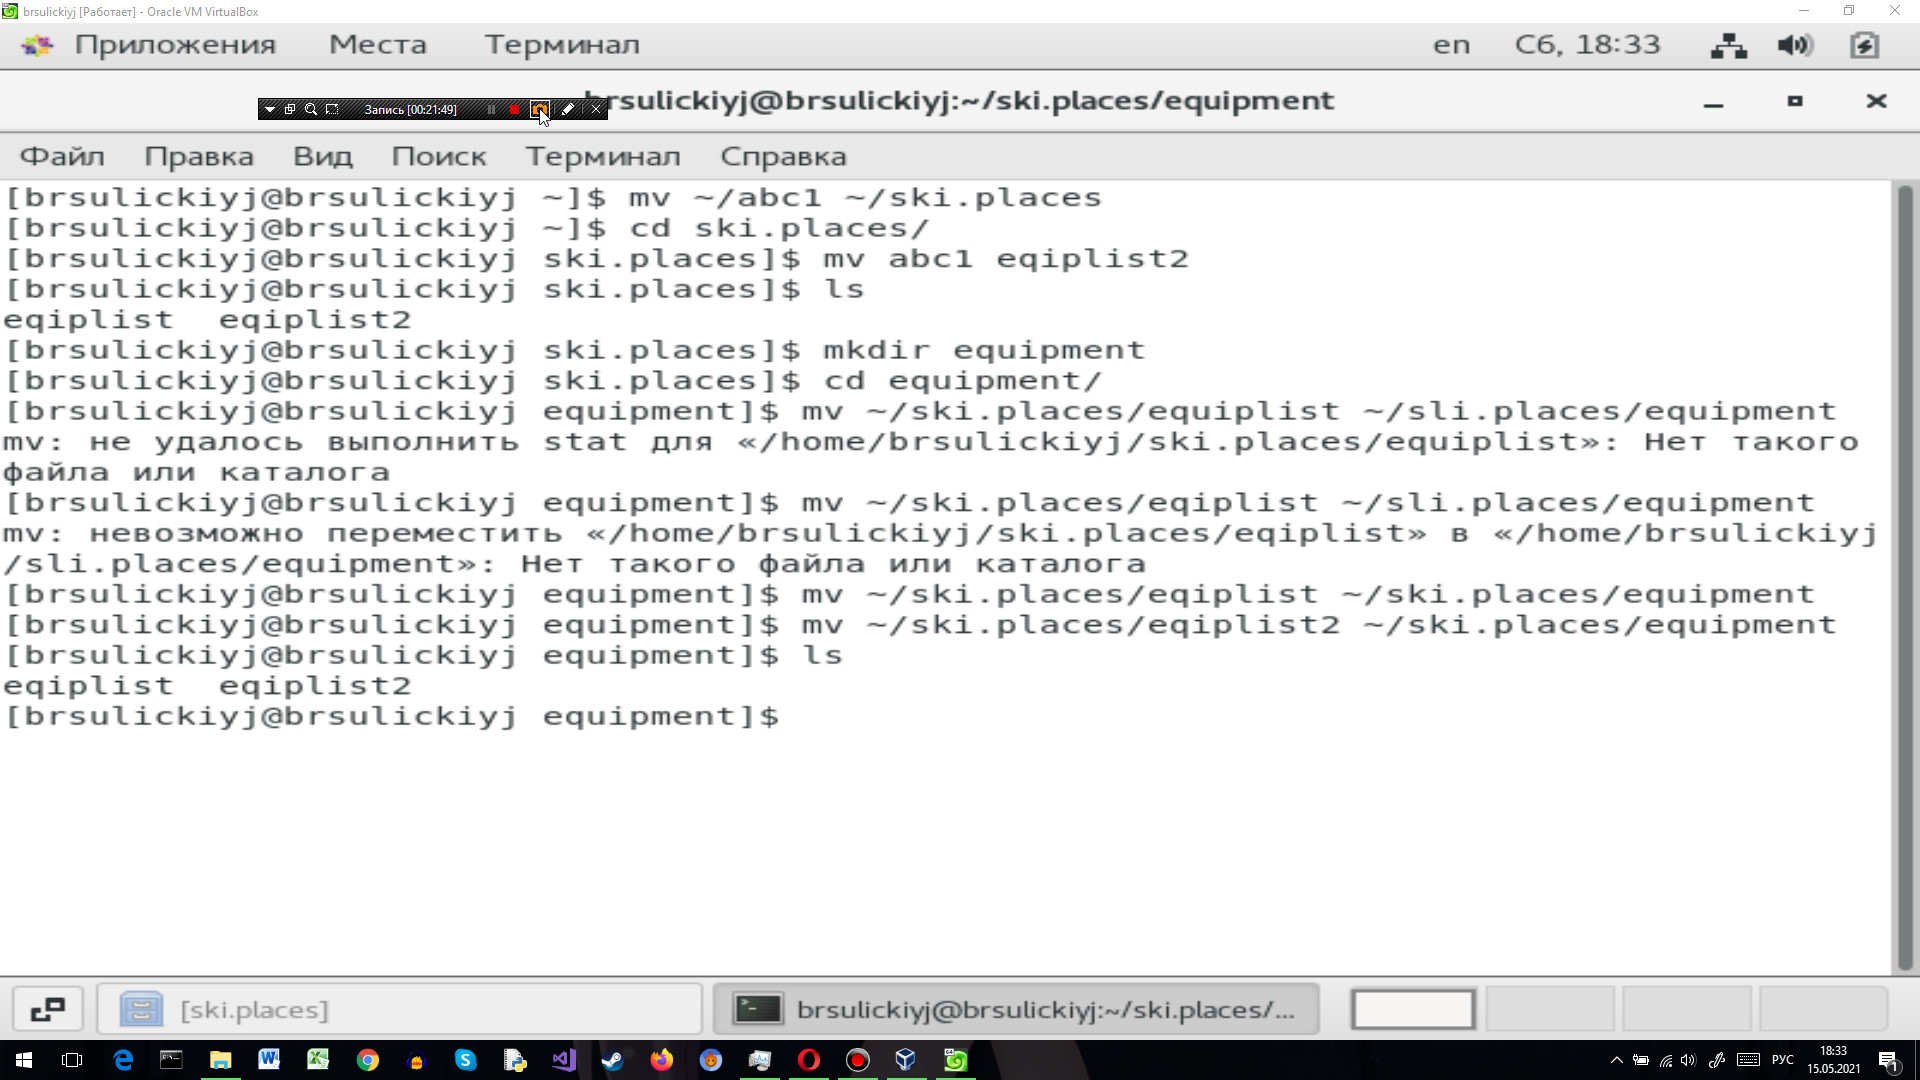 brsulickiyj [Работает] - Oracle VM VirtualBox
Приложения Места Терминал en Сб, 18:33
Запись [00:21:49]
brsulickiyj@brsulickiyj:~/ski.places/equipment
Файл Правка Вид Поиск Терминал Справка
[brsulickiyj@brsulickiyj ~]$ mv ~/abc1 ~/ski.places
[brsulickiyj@brsulickiyj ~]$ cd ski.places/
[brsulickiyj@brsulickiyj ski.places]$ mv abc1 eqiplist2
[brsulickiyj@brsulickiyj ski.places]$ ls
eqiplist  eqiplist2
[brsulickiyj@brsulickiyj ski.places]$ mkdir equipment
[brsulickiyj@brsulickiyj ski.places]$ cd equipment/
[brsulickiyj@brsulickiyj equipment]$ mv ~/ski.places/equiplist ~/sli.places/equipment
mv: не удалось выполнить stat для «/home/brsulickiyj/ski.places/equiplist»: Нет такого
файла или каталога
[brsulickiyj@brsulickiyj equipment]$ mv ~/ski.places/eqiplist ~/sli.places/equipment
mv: невозможно переместить «/home/brsulickiyj/ski.places/eqiplist» в «/home/brsulickiyj
/sli.places/equipment»: Нет такого файла или каталога
[brsulickiyj@brsulickiyj equipment]$ mv ~/ski.places/eqiplist ~/ski.places/equipment
[brsulickiyj@brsulickiyj equipment]$ mv ~/ski.places/eqiplist2 ~/ski.places/equipment
[brsulickiyj@brsulickiyj equipment]$ ls
eqiplist  eqiplist2
[brsulickiyj@brsulickiyj equipment]$
[ski.places]
brsulickiyj@brsulickiyj:~/ski.places/...
РУС
18:33
15.05.2021
1